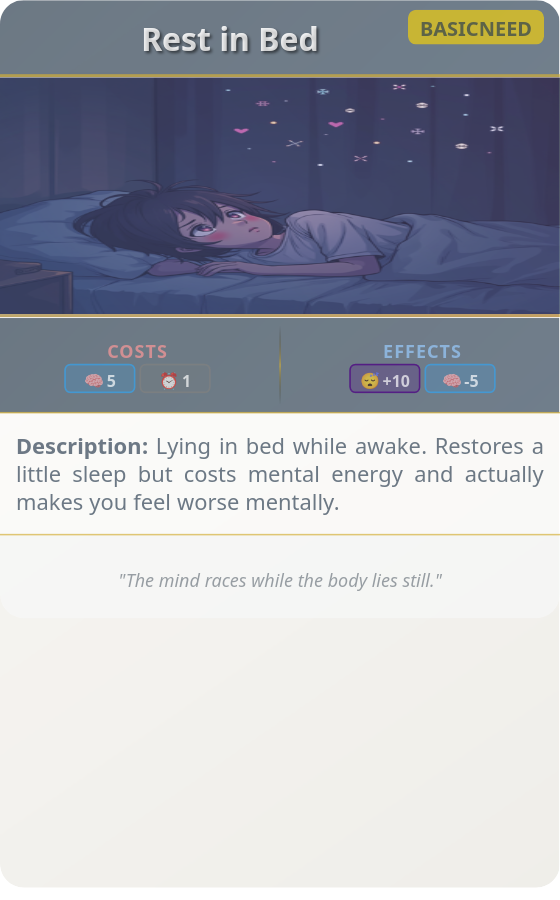 Rest in Bed
BASICNEED
COSTS
🧠 5
⏰ 1
EFFECTS
😴 +10
🧠 -5
Description: Lying in bed while awake. Restores a
little sleep but costs mental energy and actually
makes you feel worse mentally.
"The mind races while the body lies still."